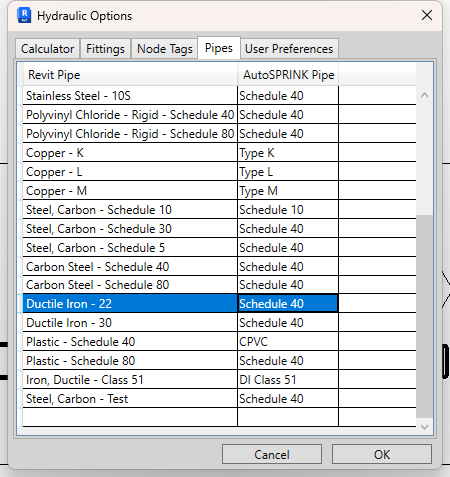 Hydraulic Options
Calculator Fittings Node Tags Pipes User Preferences
Revit Pipe AutoSPRINK Pipe
Stainless Steel - 10S Schedule 40
Polyvinyl Chloride - Rigid - Schedule 40 Schedule 40
Polyvinyl Chloride - Rigid - Schedule 80 Schedule 40
Copper - K Type K
Copper - L Type L
Copper - M Type M
Steel, Carbon - Schedule 10 Schedule 10
Steel, Carbon - Schedule 30 Schedule 40
Steel, Carbon - Schedule 5 Schedule 40
Carbon Steel - Schedule 40 Schedule 40
Carbon Steel - Schedule 80 Schedule 40
Ductile Iron - 22 Schedule 40
Ductile Iron - 30 Schedule 40
Plastic - Schedule 40 CPVC
Plastic - Schedule 80 Schedule 40
Iron, Ductile - Class 51 DI Class 51
Steel, Carbon - Test Schedule 40
Cancel OK